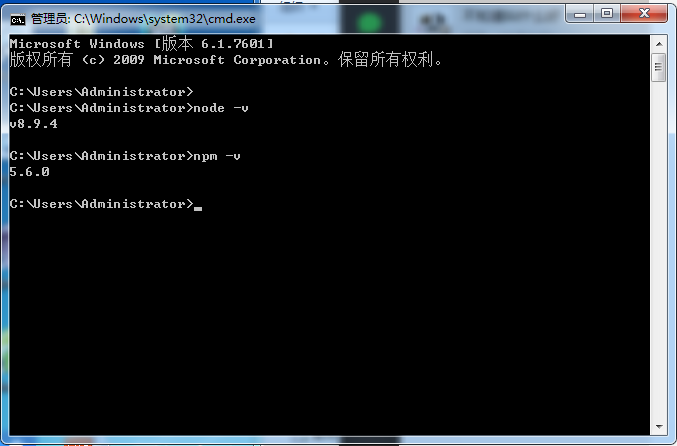 管理员: C:\Windows\system32\cmd.exe
Microsoft Windows [版本 6.1.7601]
版权所有 (c) 2009 Microsoft Corporation。保留所有权利。
C:\Users\Administrator>
C:\Users\Administrator>node -v
v8.9.4
C:\Users\Administrator>npm -v
5.6.0
C:\Users\Administrator>